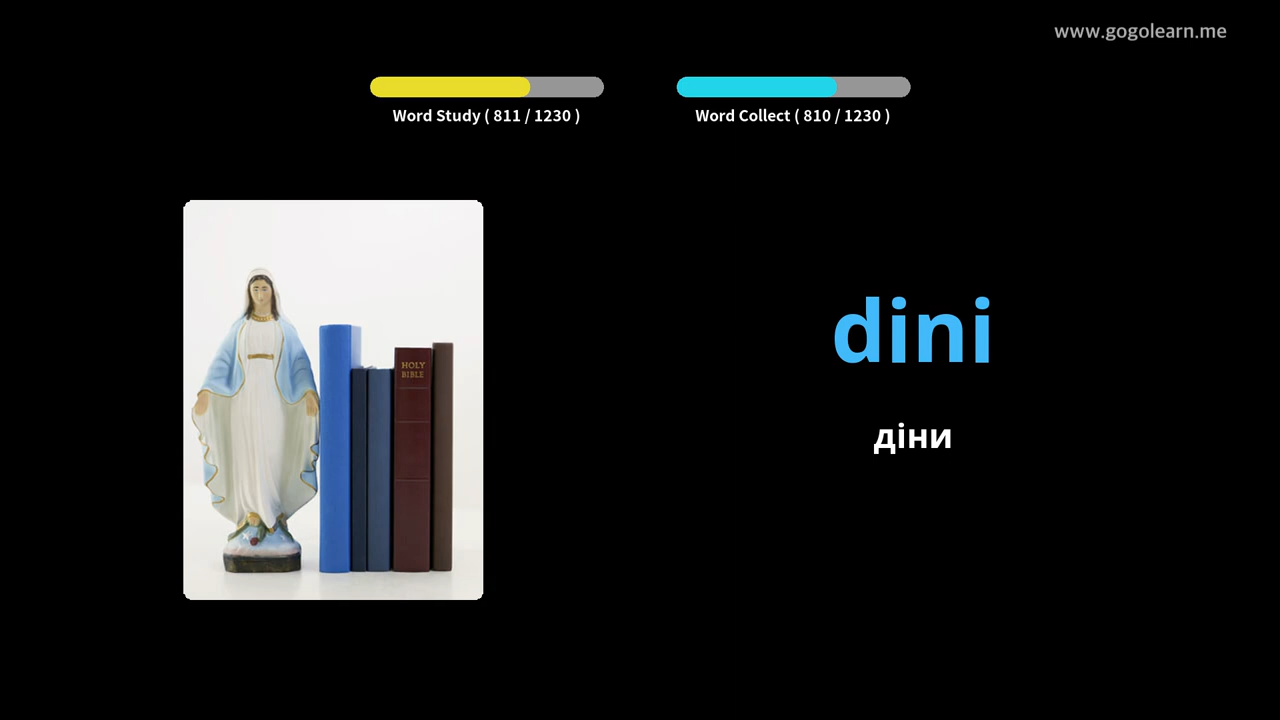 www.gogolearn.me
Word Study ( 811 / 1230 )
Word Collect ( 810 / 1230 )
HOLY
BIBLE
dini
діни